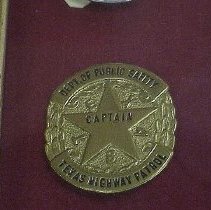 DEPT. OF PUBLIC SAFETY
CAPTAIN
TEXAS HIGHWAY PATROL